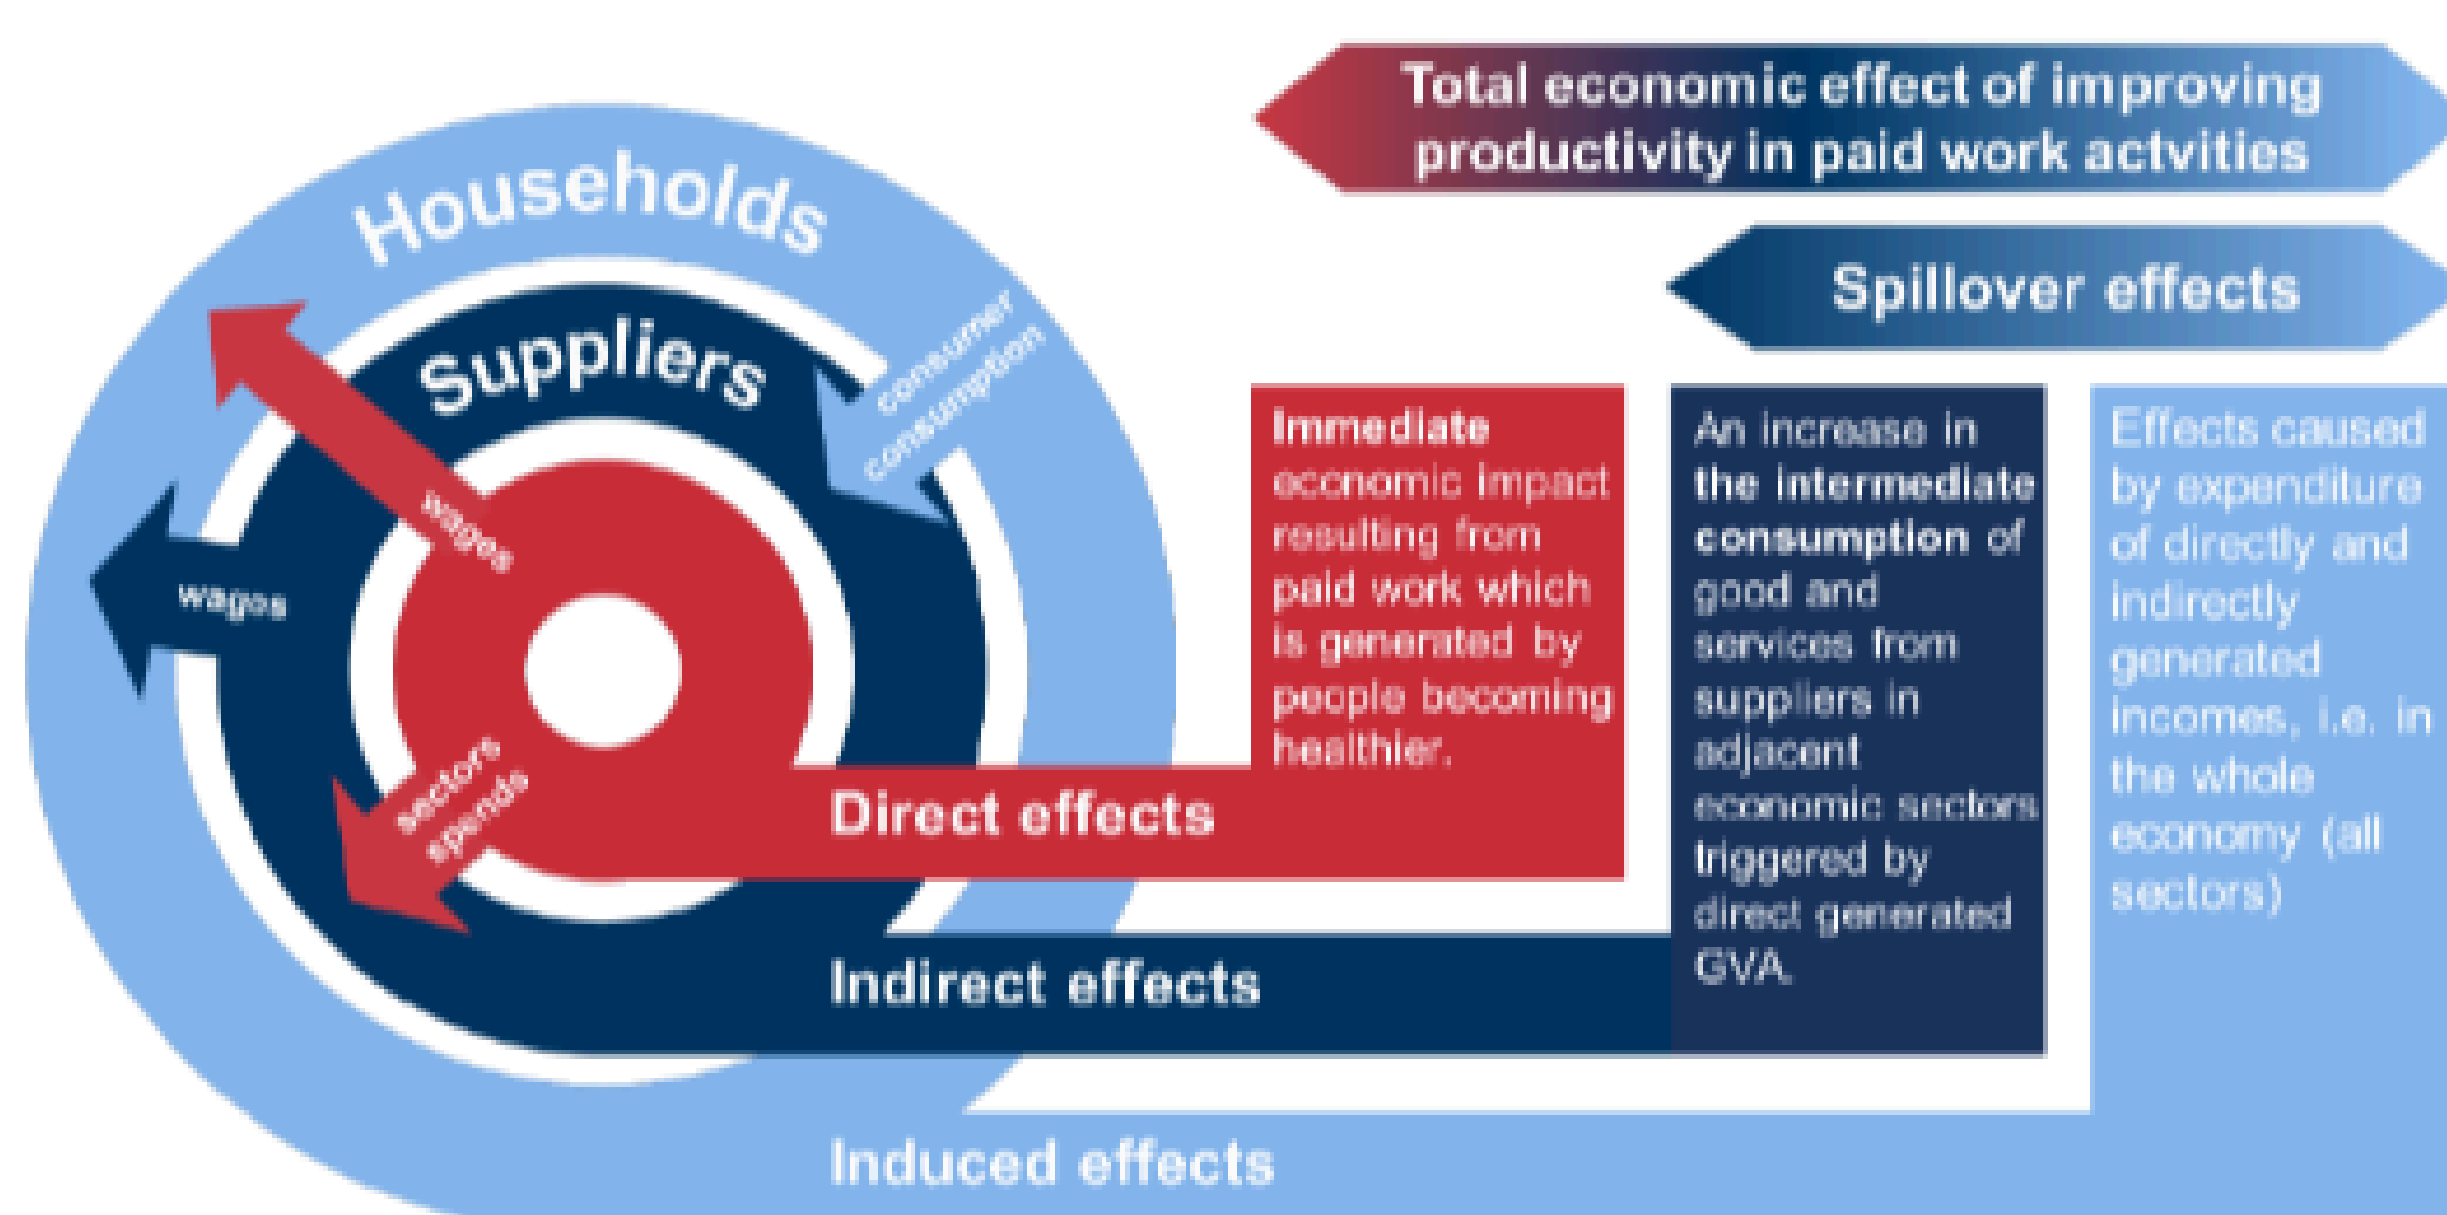 Total economic effect of improving
productivity in paid work actvities
Spillover effects
Households
Suppliers
consumer
consumption
wages
wages
sectors
spends
Immediate
economic impact
resulting from
paid work which
is generated by
people becoming
healthier.
Direct effects
An increase in
the intermediate
consumption of
good and
services from
suppliers in
adjacent
economic sectors
triggered by
direct generated
GVA.
Indirect effects
Effects caused
by expenditure
of directly and
indirectly
generated
incomes, i.e. in
the whole
economy (all
sectors)
Induced effects